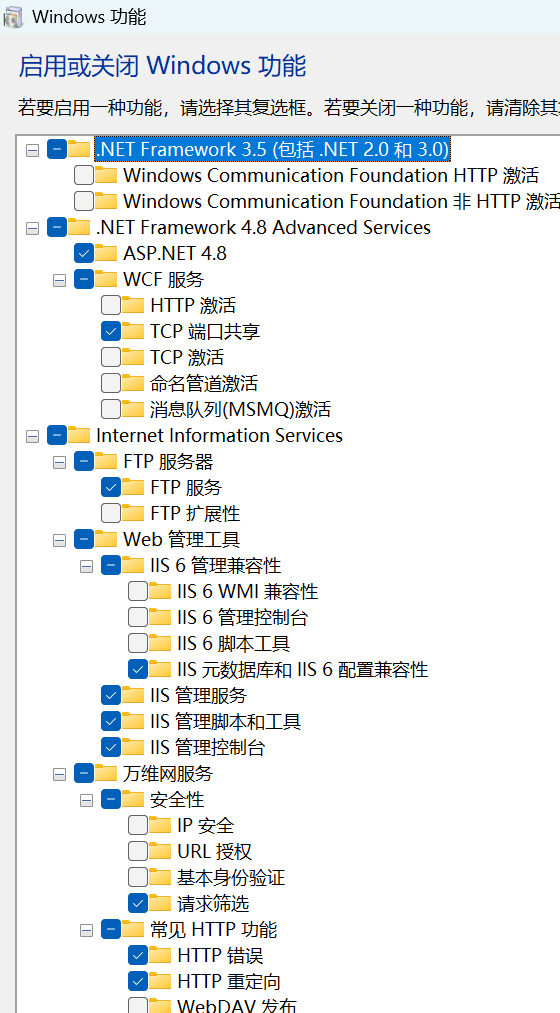 Windows 功能
启用或关闭 Windows 功能
若要启用一种功能，请选择其复选框。若要关闭一种功能，请清除其
.NET Framework 3.5 (包括 .NET 2.0 和 3.0)
Windows Communication Foundation HTTP 激活
Windows Communication Foundation 非 HTTP 激活
.NET Framework 4.8 Advanced Services
ASP.NET 4.8
WCF 服务
HTTP 激活
TCP 端口共享
TCP 激活
命名管道激活
消息队列(MSMQ)激活
Internet Information Services
FTP 服务器
FTP 服务
FTP 扩展性
Web 管理工具
IIS 6 管理兼容性
IIS 6 WMI 兼容性
IIS 6 管理控制台
IIS 6 脚本工具
IIS 元数据库和 IIS 6 配置兼容性
IIS 管理服务
IIS 管理脚本和工具
IIS 管理控制台
万维网服务
安全性
IP 安全
URL 授权
基本身份验证
请求筛选
常见 HTTP 功能
HTTP 错误
HTTP 重定向
WebDAV 发布